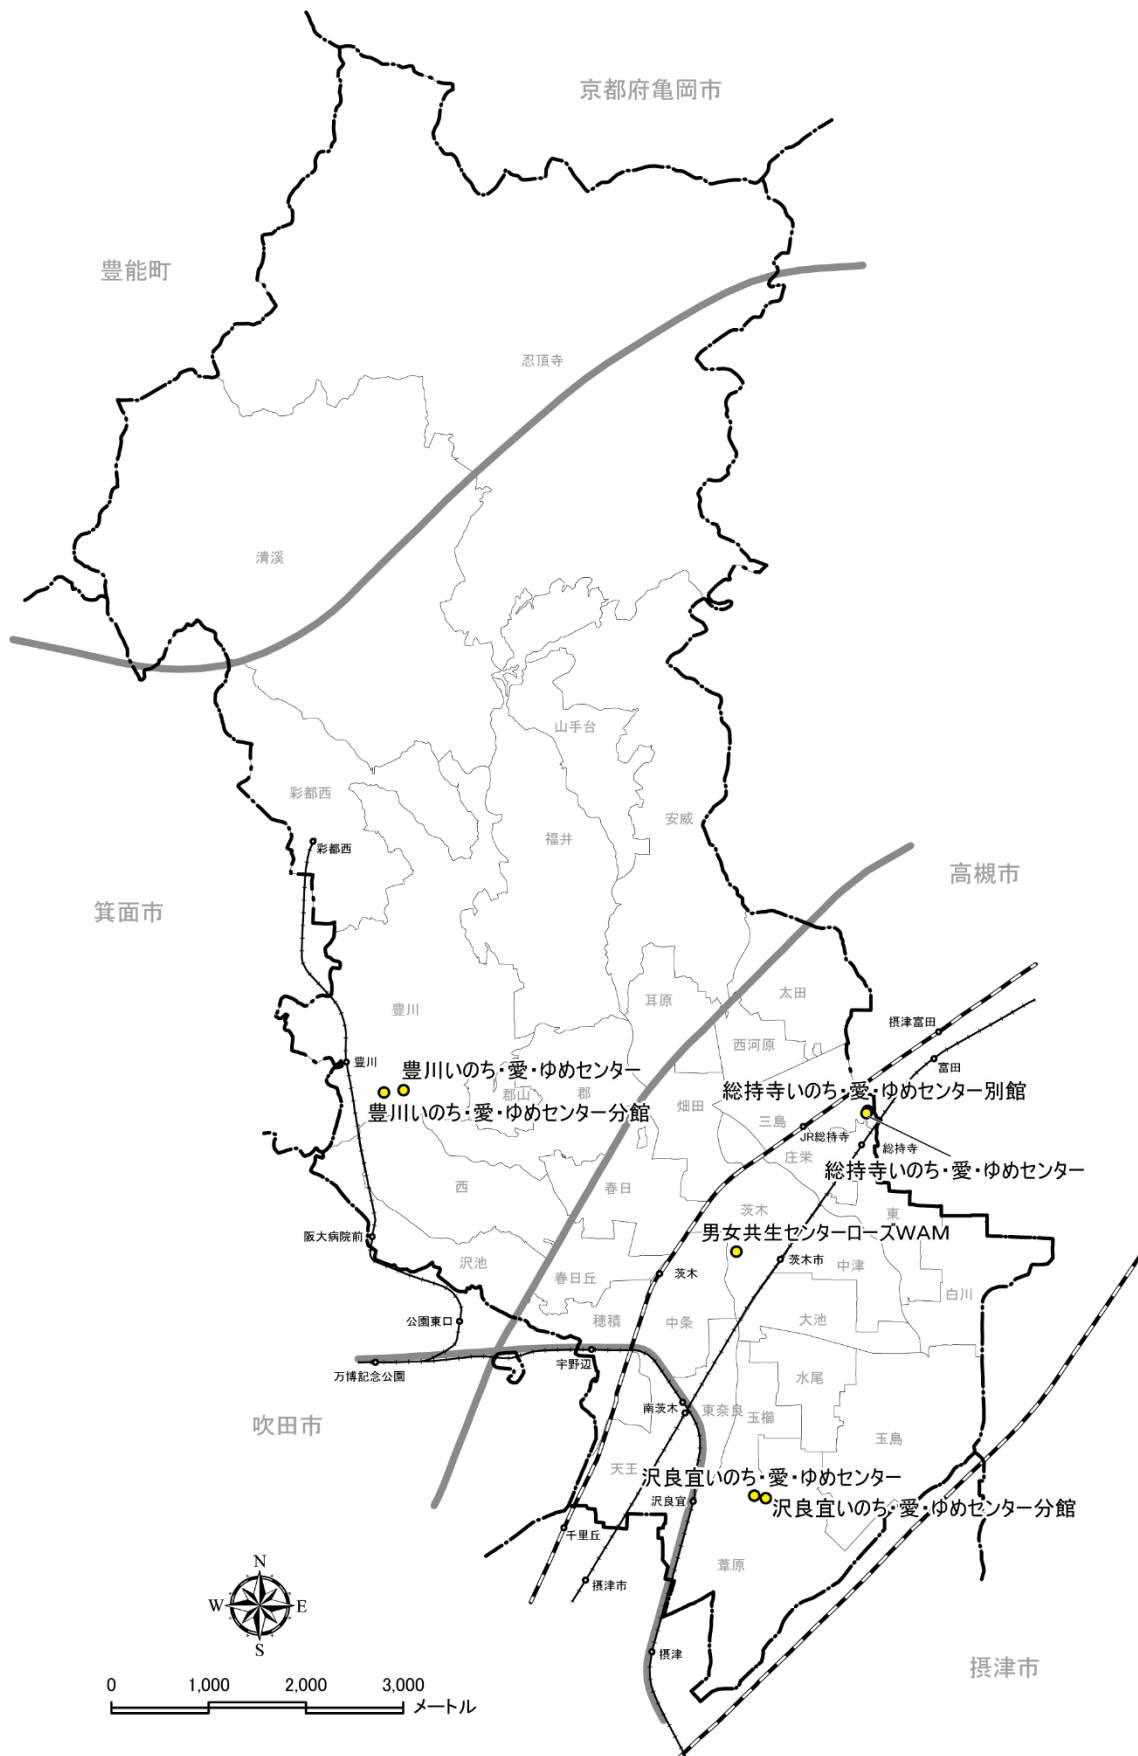 京都府亀岡市
豊能町
忍頂寺
清溪
山手台
彩都西
安威
福井
彩都西
高槻市
箕面市
太田
耳原
豊川
摂津富田
西河原
富田
豊川
豊川いのち・愛・ゆめセンター
総持寺いのち・愛・ゆめセンター別館
郡山
郡
畑田
豊川いのち・愛・ゆめセンター分館
三島
JR総持寺
総持寺
庄栄
総持寺いのち・愛・ゆめセンター
西
春日
茨木
東
男女共生センターローズWAM
阪大病院前
沢池
茨木市
中津
茨木
春日丘
白川
公園東口
穂積
中条
大池
宇野辺
万博記念公園
水尾
南茨木
東奈良
玉櫛
吹田市
玉島
天王
沢良宜いのち・愛・ゆめセンター
沢良宜
沢良宜いのち・愛・ゆめセンター分館
千里丘
葦原
摂津市
N
W
E
S
摂津
摂津市
0
1,000
2,000
3,000
メートル